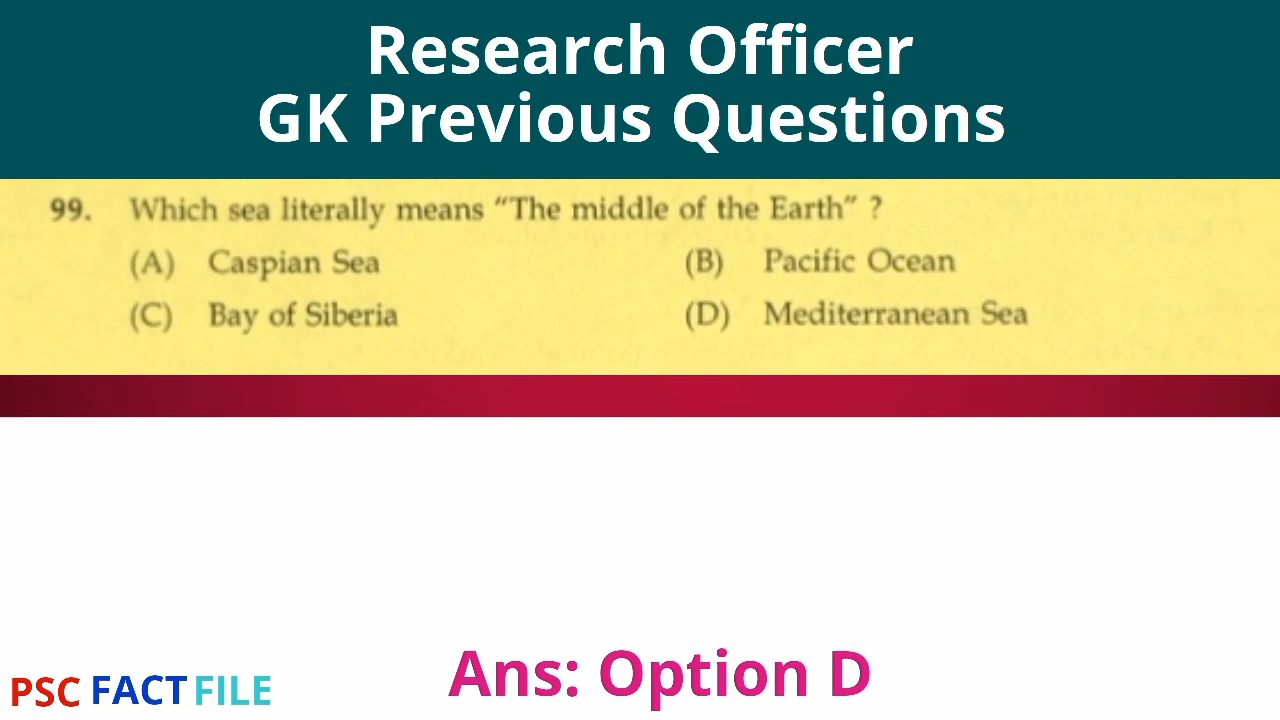 Research Officer
GK Previous Questions
99. Which sea literally means “The middle of the Earth” ?
(A) Caspian Sea (B) Pacific Ocean
(C) Bay of Siberia (D) Mediterranean Sea
Ans: Option D
PSC FACT FILE